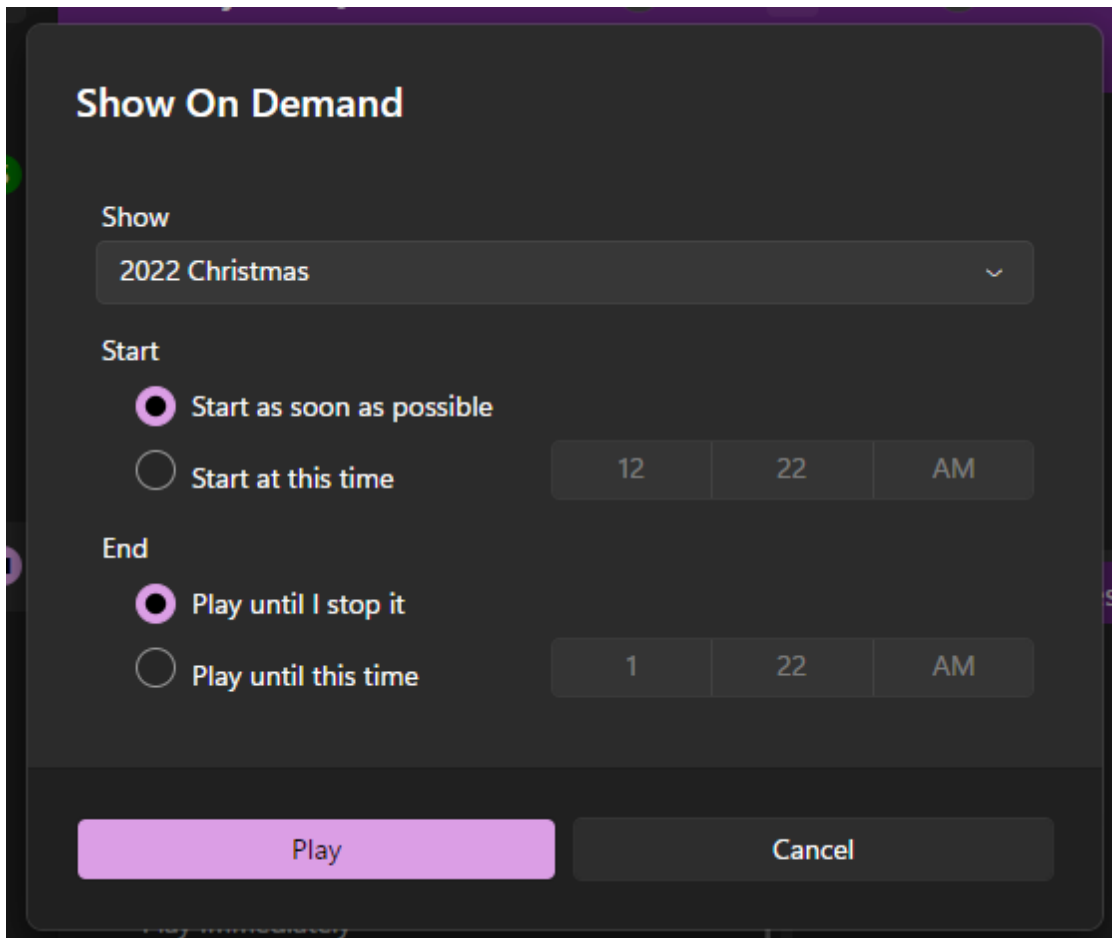 Show On Demand
Show
2022 Christmas
Start
Start as soon as possible
Start at this time 12 22 AM
End
Play until I stop it
Play until this time 1 22 AM
Play Cancel